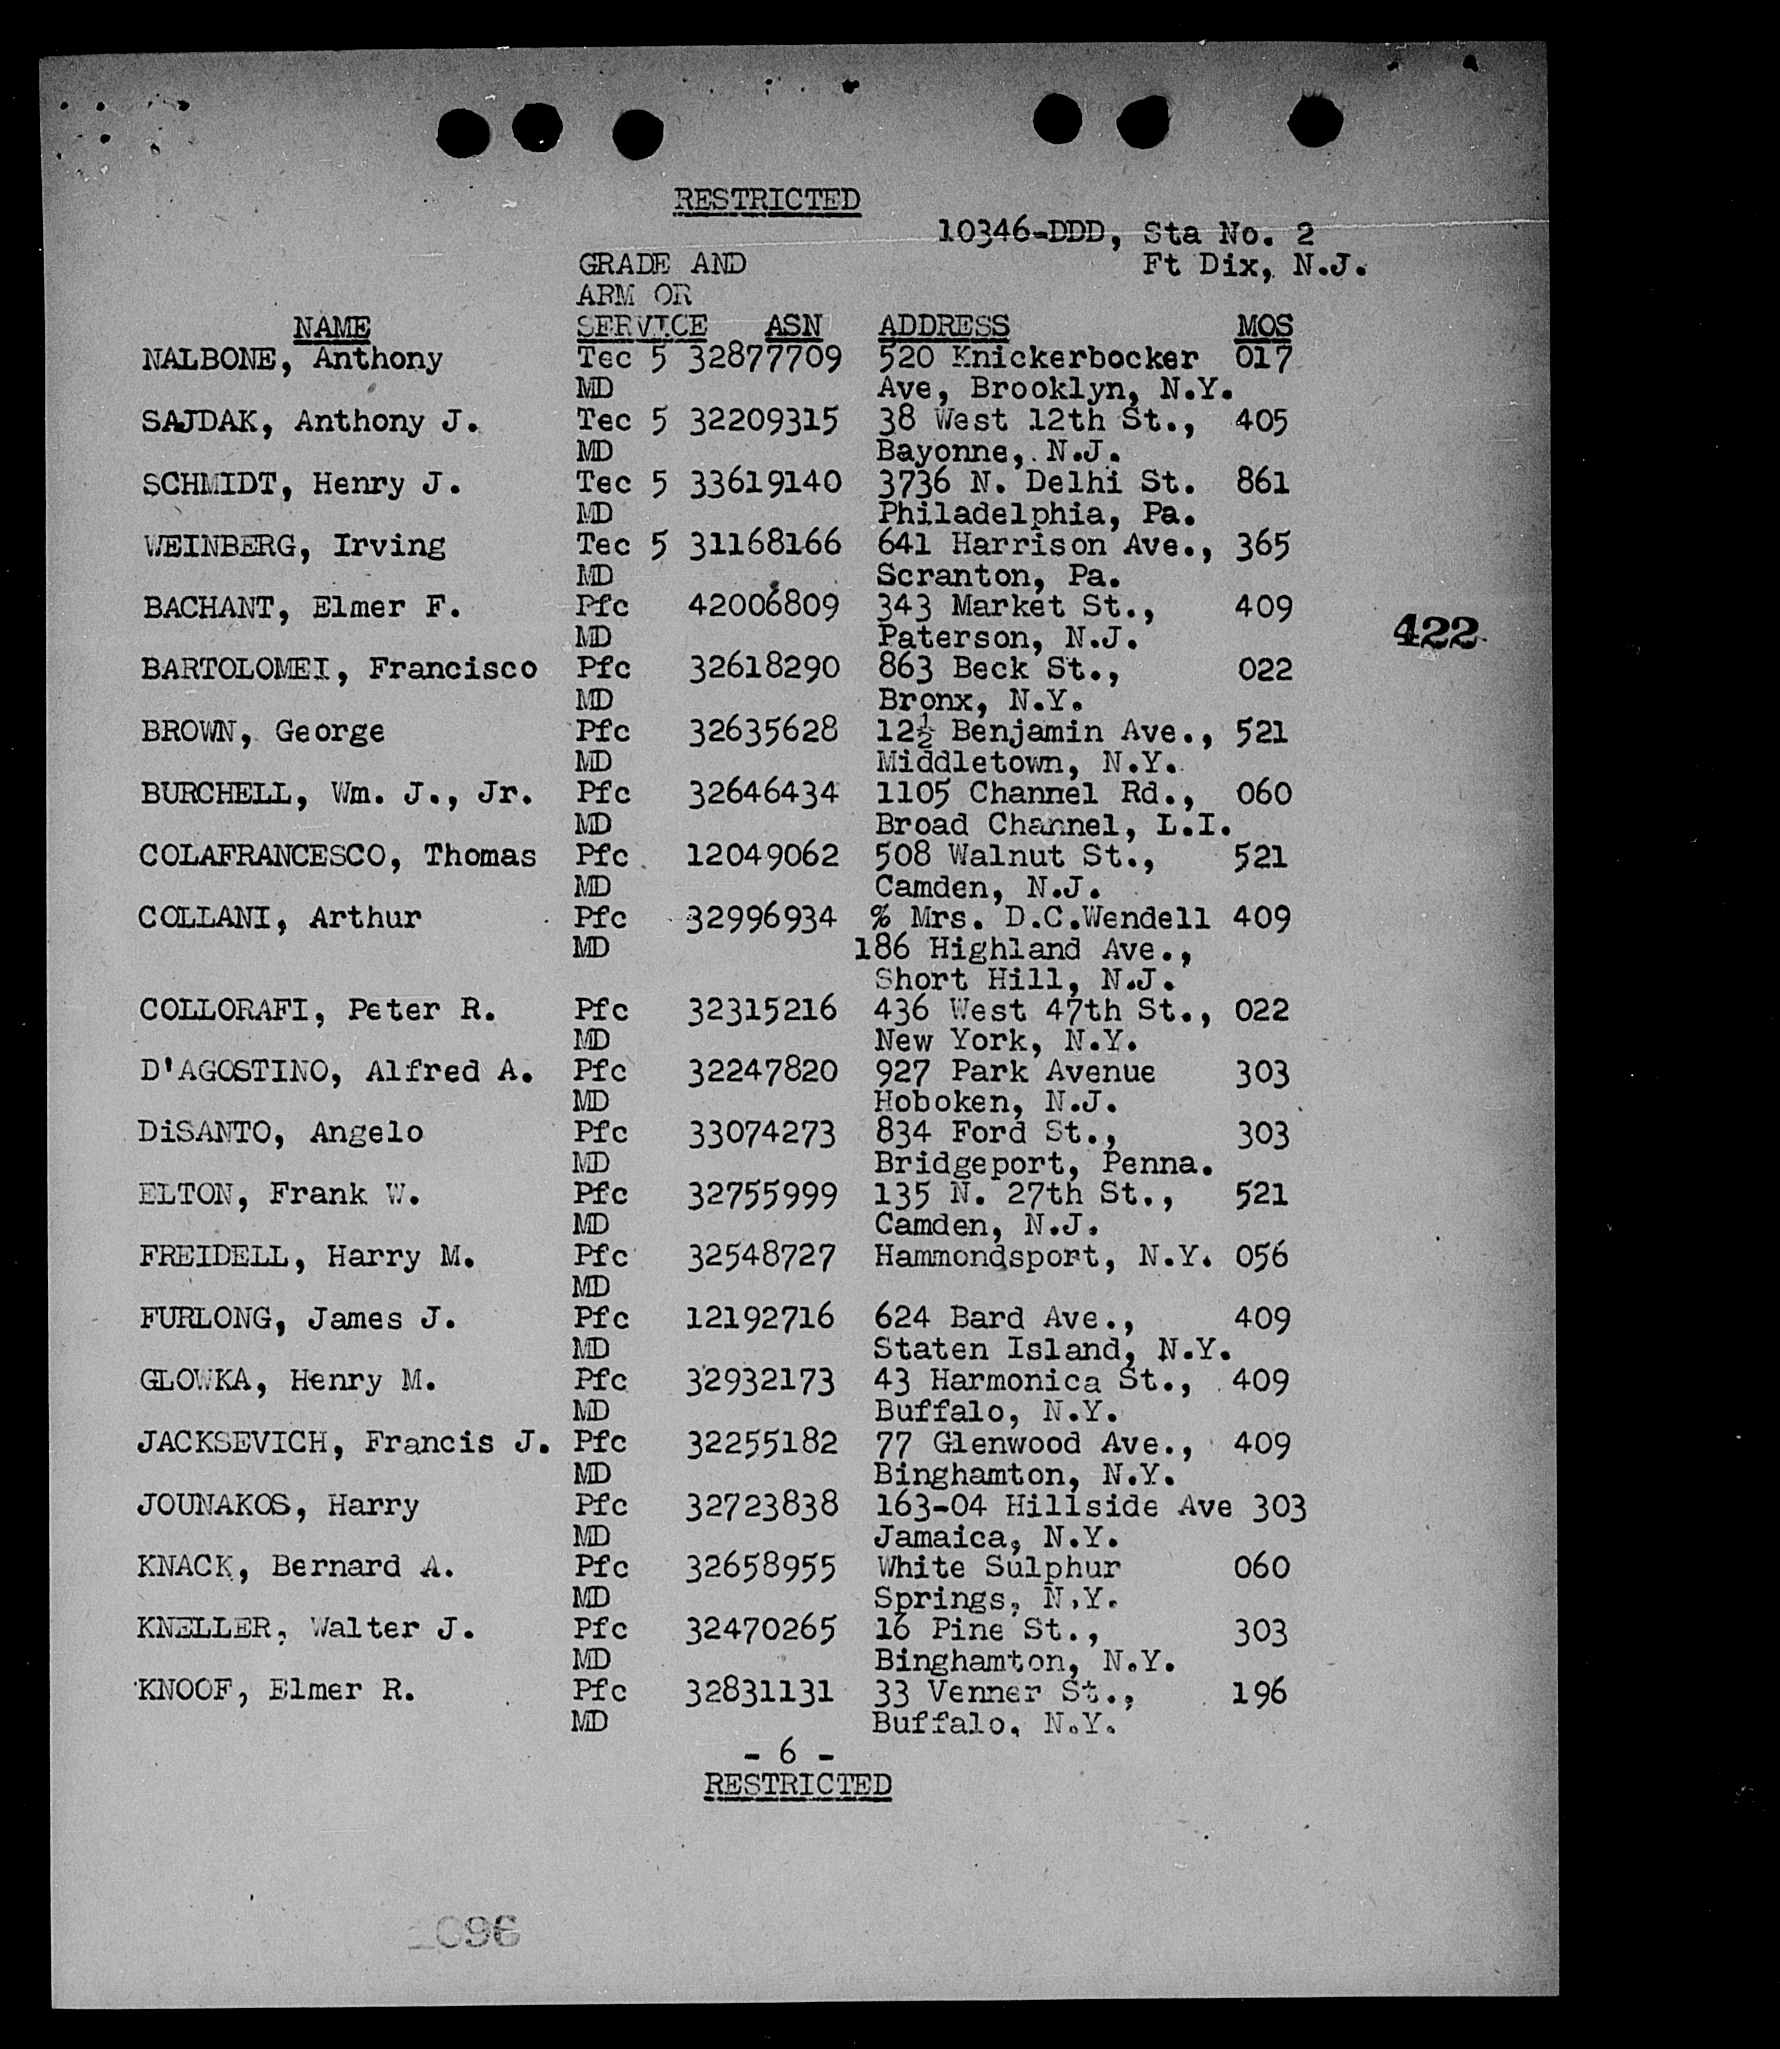 RESTRICTED
10346-DDD, Sta No. 2
GRADE AND Ft Dix, N.J.
ARM OR
NAME SERVICE ASN ADDRESS MOS
NALBONE, Anthony Tec 5 32877709 520 Knickerbocker 017
MD Ave, Brooklyn, N.Y.
SAJDAK, Anthony J. Tec 5 32209315 38 West 12th St., 405
MD Bayonne, N.J.
SCHMIDT, Henry J. Tec 5 33619140 3736 N. Delhi St. 861
MD Philadelphia, Pa.
WEINBERG, Irving Tec 5 31168166 641 Harrison Ave., 365
MD Scranton, Pa.
BACHANT, Elmer F. Pfc 42006809 343 Market St., 409
MD Paterson, N.J. 422
BARTOLOMEI, Francisco Pfc 32618290 863 Beck St., 022
MD Bronx, N.Y.
BROWN, George Pfc 32635628 12½ Benjamin Ave., 521
MD Middletown, N.Y.
BURCHELL, Wm. J., Jr. Pfc 32646434 1105 Channel Rd., 060
MD Broad Channel, L.I.
COLAFRANCESCO, Thomas Pfc 12049062 508 Walnut St., 521
MD Camden, N.J.
COLLANI, Arthur Pfc 32996934 % Mrs. D.C.Wendell 409
MD 186 Highland Ave.,
Short Hill, N.J.
COLLORAFI, Peter R. Pfc 32315216 436 West 47th St., 022
MD New York, N.Y.
D'AGOSTINO, Alfred A. Pfc 32247820 927 Park Avenue 303
MD Hoboken, N.J.
DiSANTO, Angelo Pfc 33074273 834 Ford St., 303
MD Bridgeport, Penna.
ELTON, Frank W. Pfc 32755999 135 N. 27th St., 521
MD Camden, N.J.
FREIDELL, Harry M. Pfc 32548727 Hammondsport, N.Y. 056
MD
FURLONG, James J. Pfc 12192716 624 Bard Ave., 409
MD Staten Island, N.Y.
GLOWKA, Henry M. Pfc 32932173 43 Harmonica St., 409
MD Buffalo, N.Y.
JACKSEVICH, Francis J. Pfc 32255182 77 Glenwood Ave., 409
MD Binghamton, N.Y.
JOUNAKOS, Harry Pfc 32723838 163-04 Hillside Ave 303
MD Jamaica, N.Y.
KNACK, Bernard A. Pfc 32658955 White Sulphur 060
MD Springs, N.Y.
KNELLER, Walter J. Pfc 32470265 16 Pine St., 303
MD Binghamton, N.Y.
KNOOF, Elmer R. Pfc 32831131 33 Venner St., 196
MD Buffalo, N.Y.
- 6 -
RESTRICTED